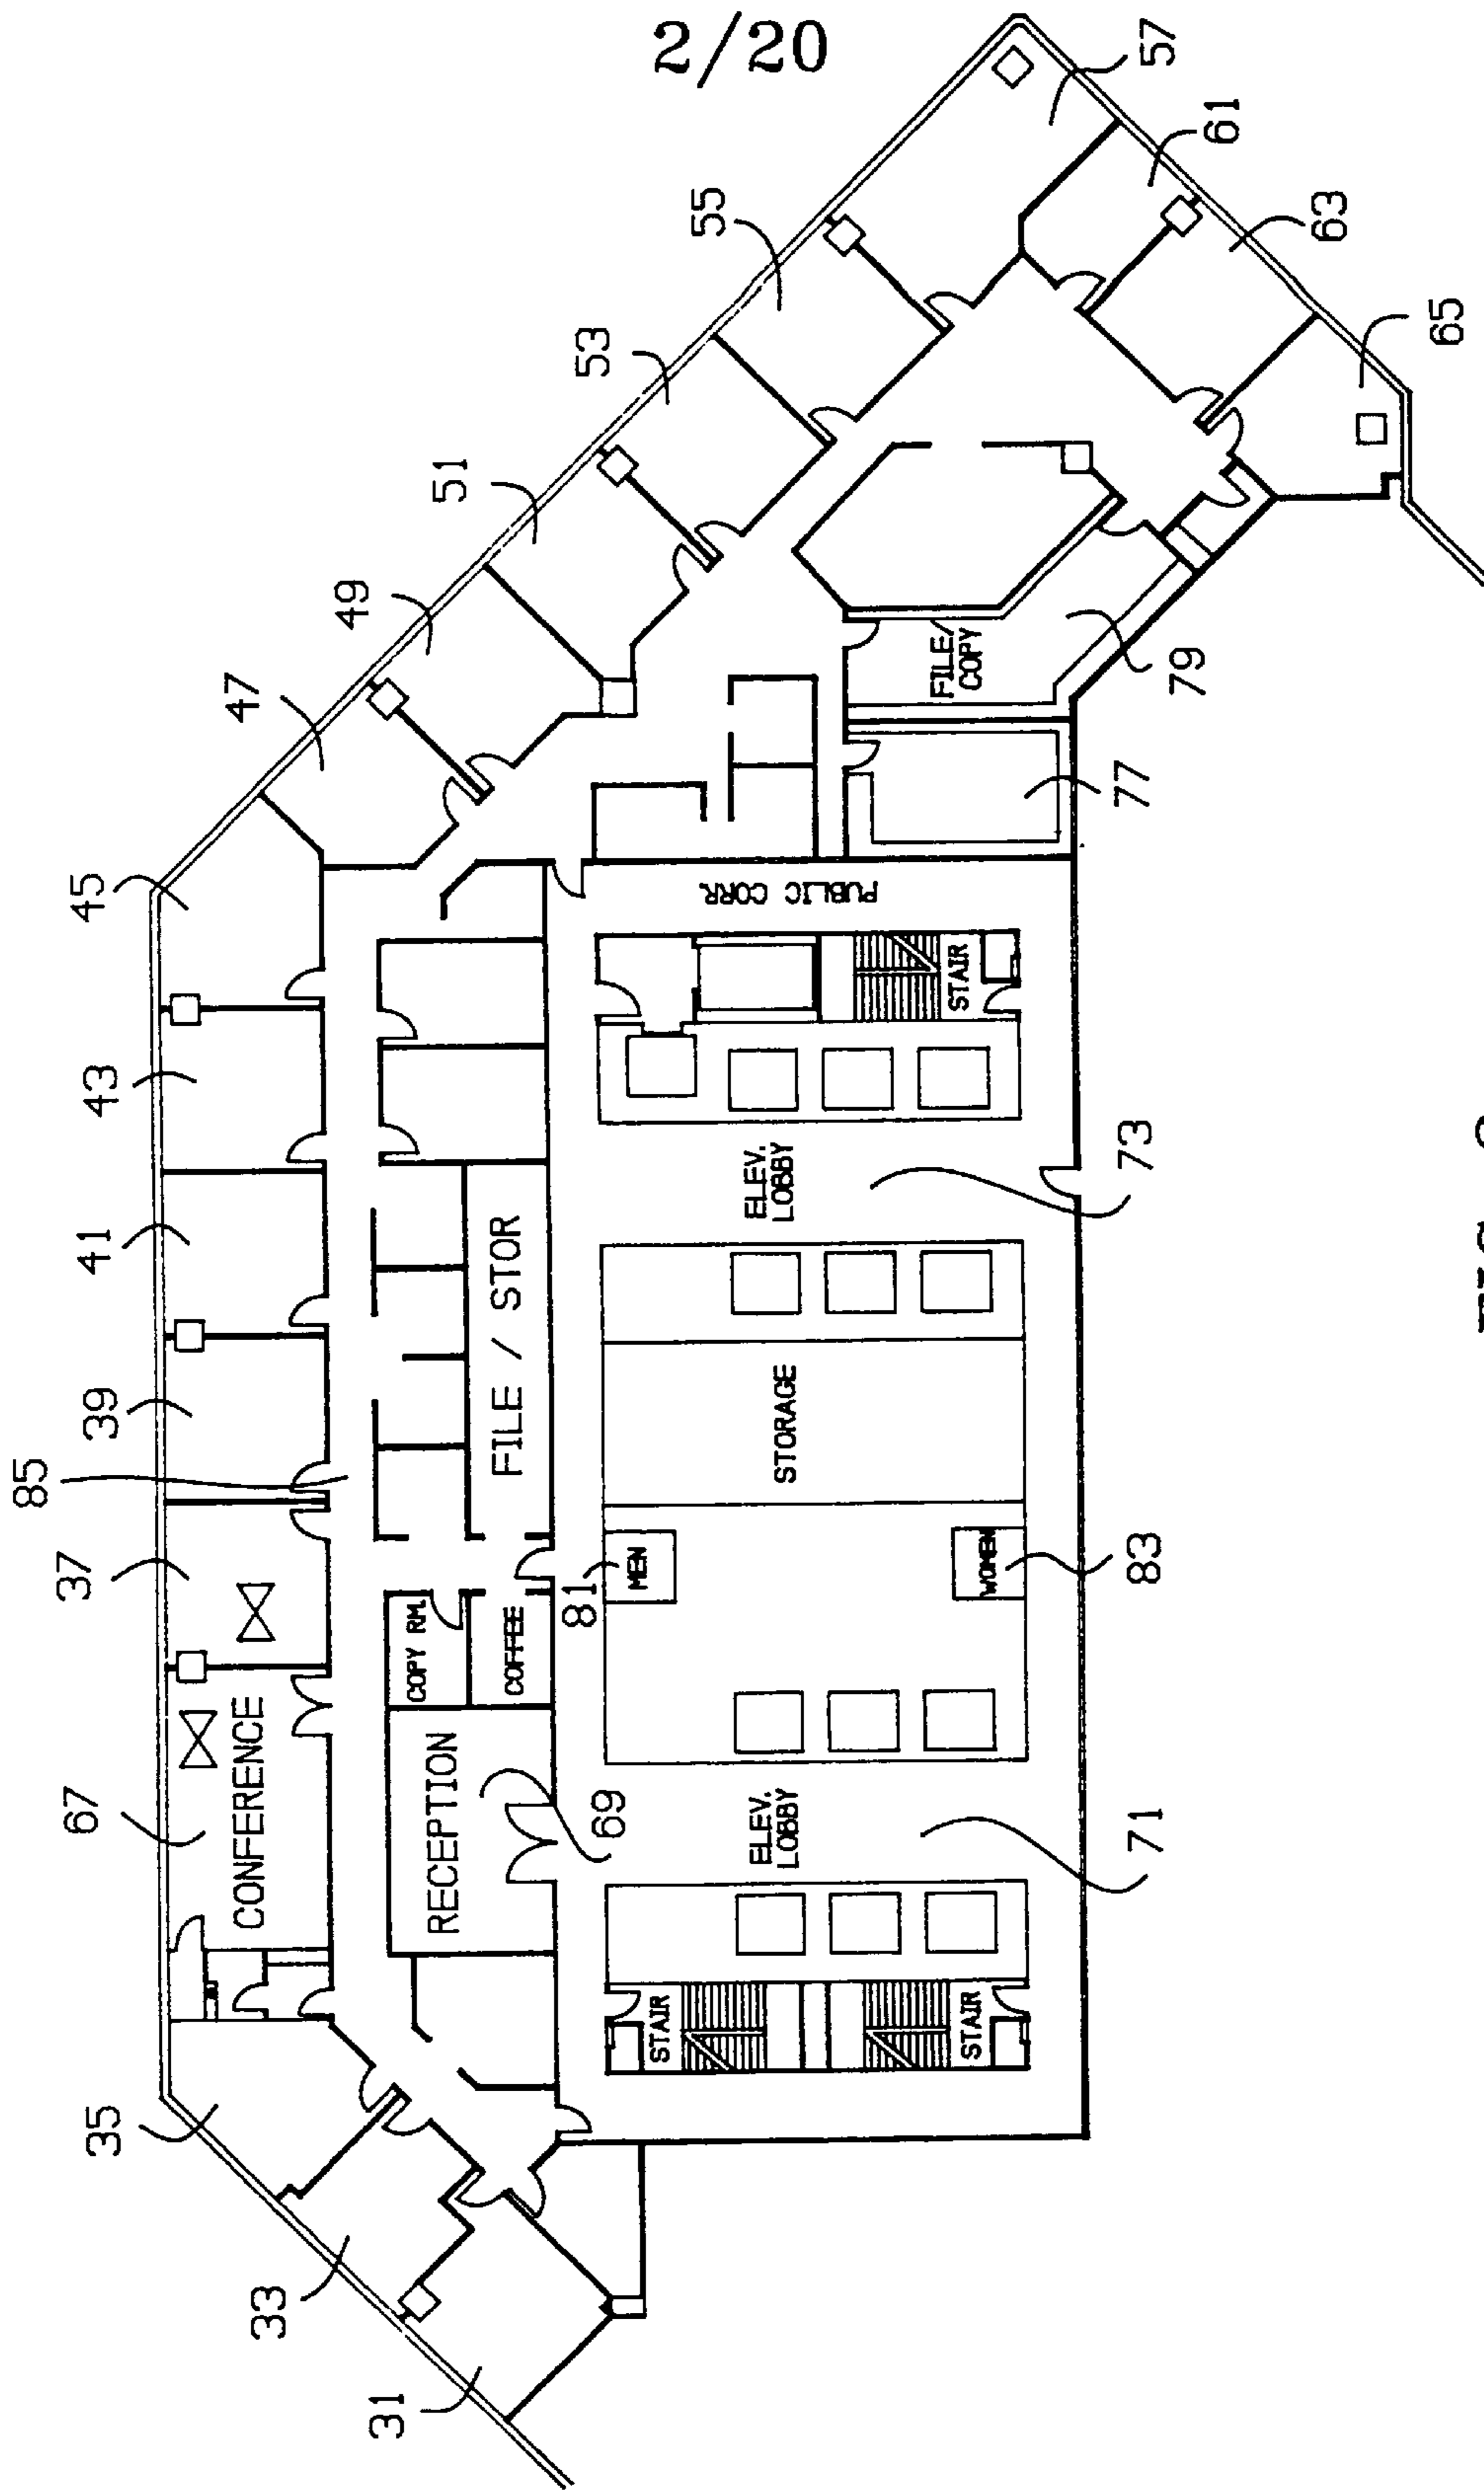 2/20
31
33
35
67
37
85
39
41
43
45
47
49
51
53
55
57
61
63
65
CONFERENCE
RECEPTION
69
COPY RM.
COFFEE
FILE / STOR
81
MEN
WOMEN
83
STORAGE
STAIR
STAIR
ELEV.
LOBBY
71
ELEV.
LOBBY
73
STAIR
PUBLIC CORR.
77
FILE
COPY
79